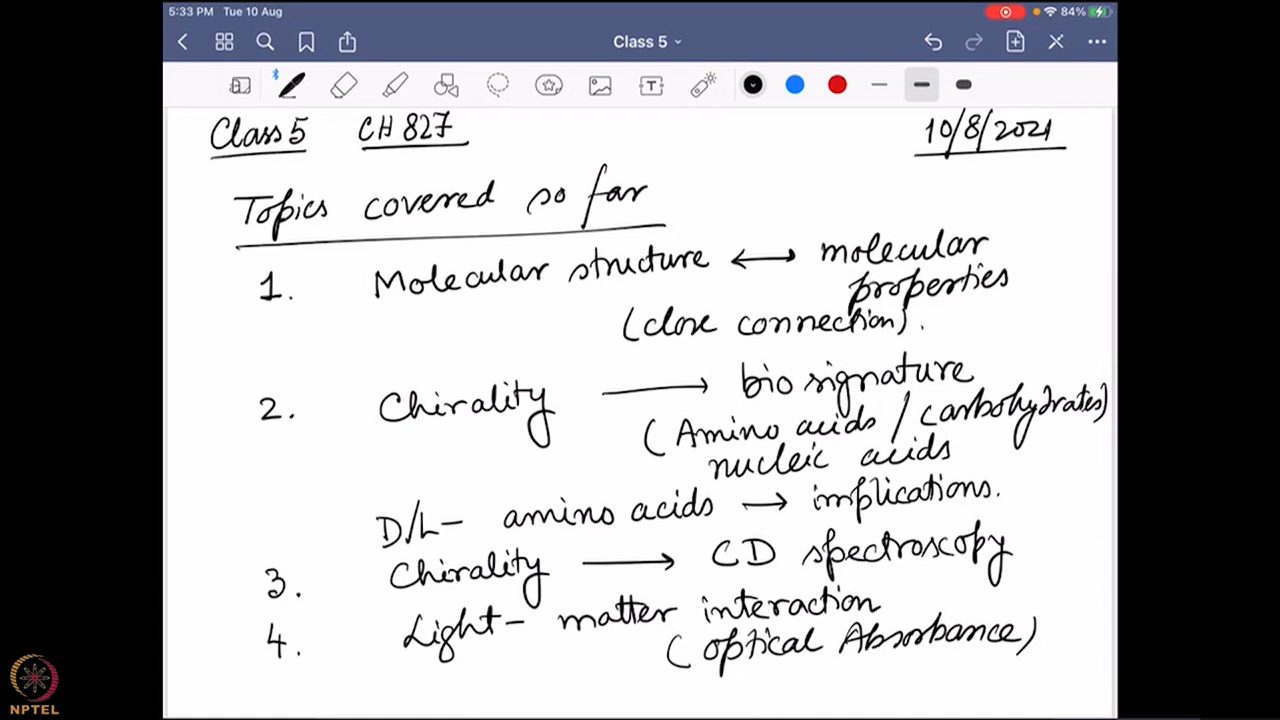 5:33 PM Tue 10 Aug 84%
Class 5
Class 5 CH 827 10/8/2021
Topics covered so far
1. Molecular structure ⟷ molecular
properties
(close connection).
2. Chirality ⟶ bio signature
(Amino acids / Carbohydrates)
nucleic acids
D/L- amino acids → implications.
3. Chirality ⟶ CD spectroscopy
4. Light- matter interaction
(optical Absorbance)
NPTEL